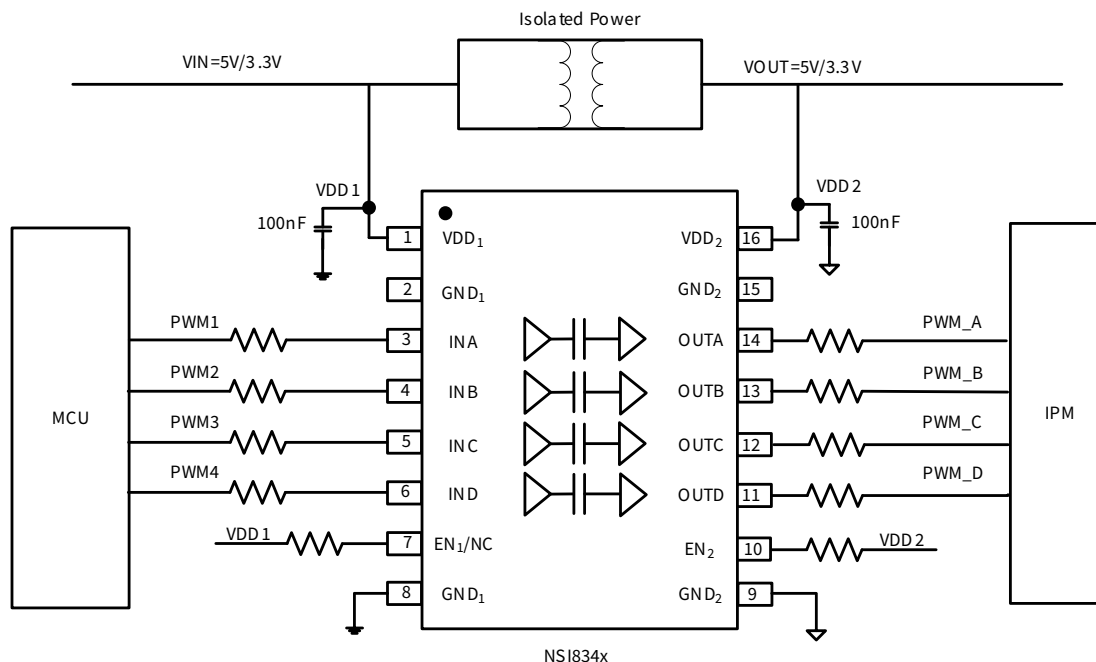 Isolated Power
VIN=5V/3.3V
VOUT=5V/3.3V
VDD1
VDD2
100nF
100nF
1
VDD₁
VDD₂
16
2
GND₁
GND₂
15
PWM1
3
INA
OUTA
14
PWM_A
PWM2
4
INB
OUTB
13
PWM_B
MCU
IPM
PWM3
5
INC
OUTC
12
PWM_C
PWM4
6
IND
OUTD
11
PWM_D
VDD1
7
EN₁/NC
EN₂
10
VDD2
8
GND₁
GND₂
9
NSI834x